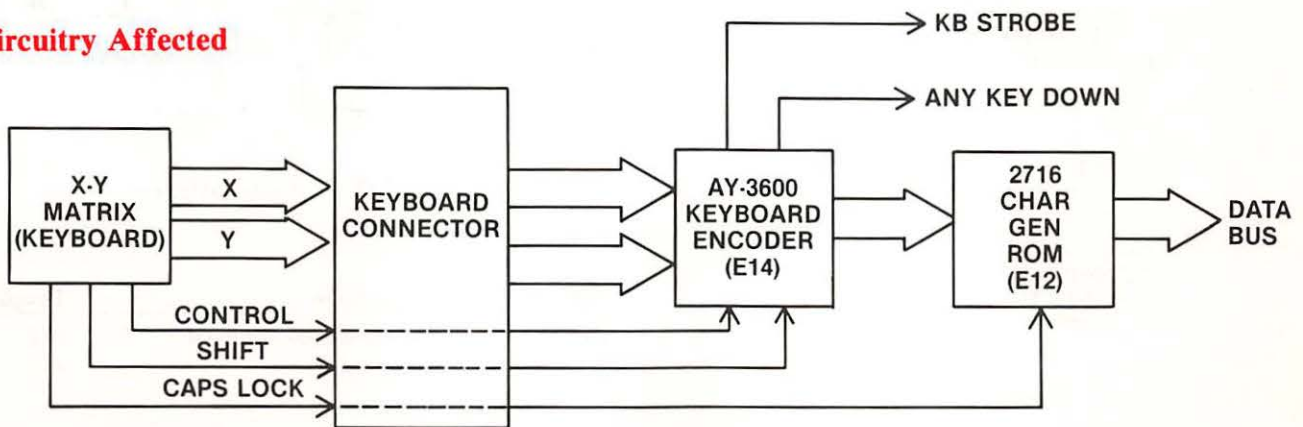 ircuitry Affected
KB STROBE
ANY KEY DOWN
X-Y
MATRIX
(KEYBOARD)
X
Y
KEYBOARD
CONNECTOR
AY-3600
KEYBOARD
ENCODER
(E14)
2716
CHAR
GEN
ROM
(E12)
DATA
BUS
CONTROL
SHIFT
CAPS LOCK